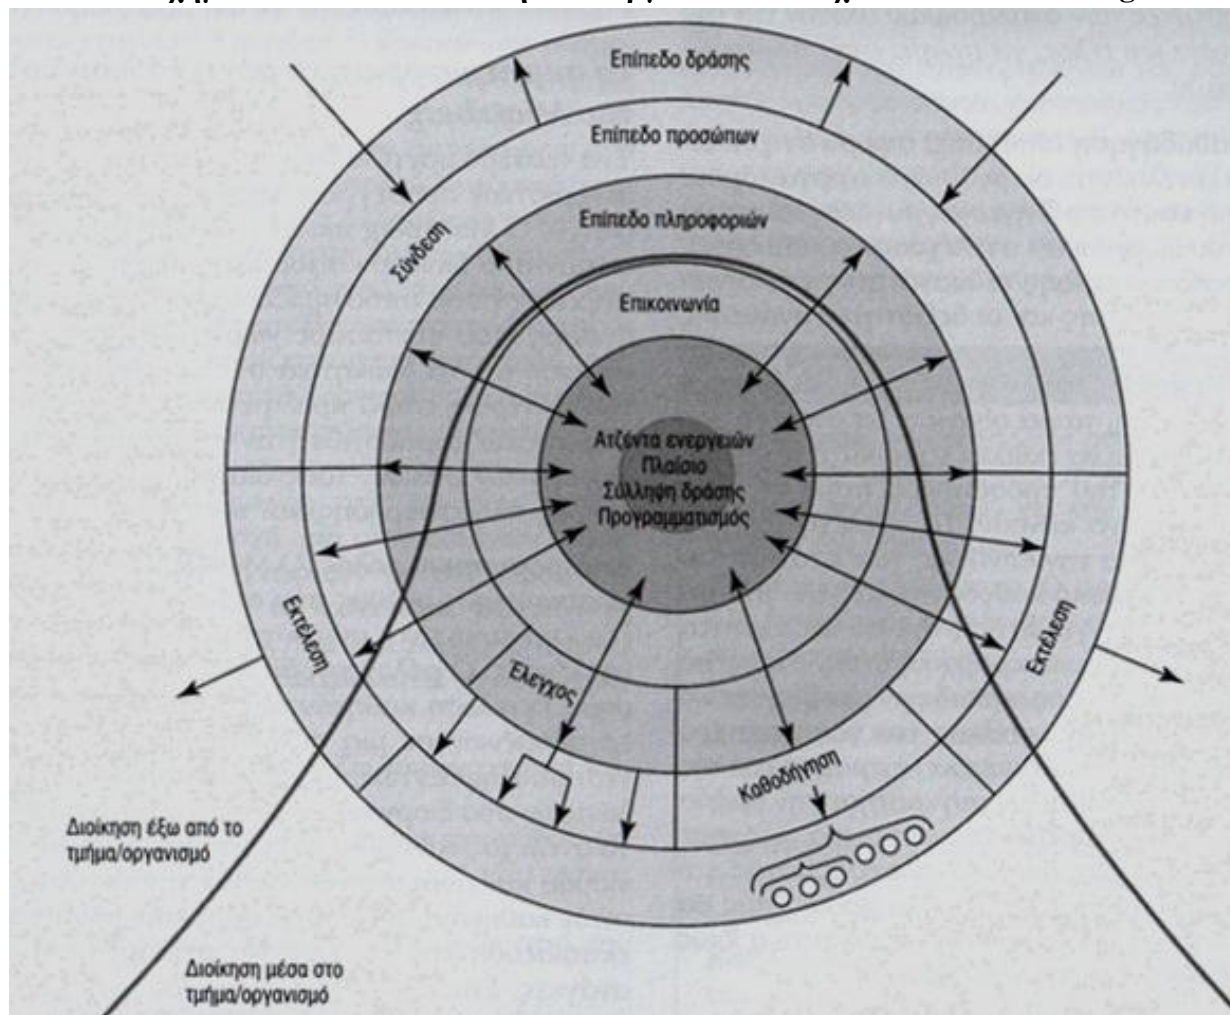 Επίπεδο δράσης
Επίπεδο προσώπων
Επίπεδο πληροφοριών
Σύνδεση
Επικοινωνία
Ατζέντα ενεργειών
Πλαίσιο
Σύλληψη δράσης
Προγραμματισμός
Εκτέλεση
Εκτέλεση
Έλεγχος
Καθοδήγηση
Διοίκηση έξω από το
τμήμα/οργανισμό
Διοίκηση μέσα στο
τμήμα/οργανισμό